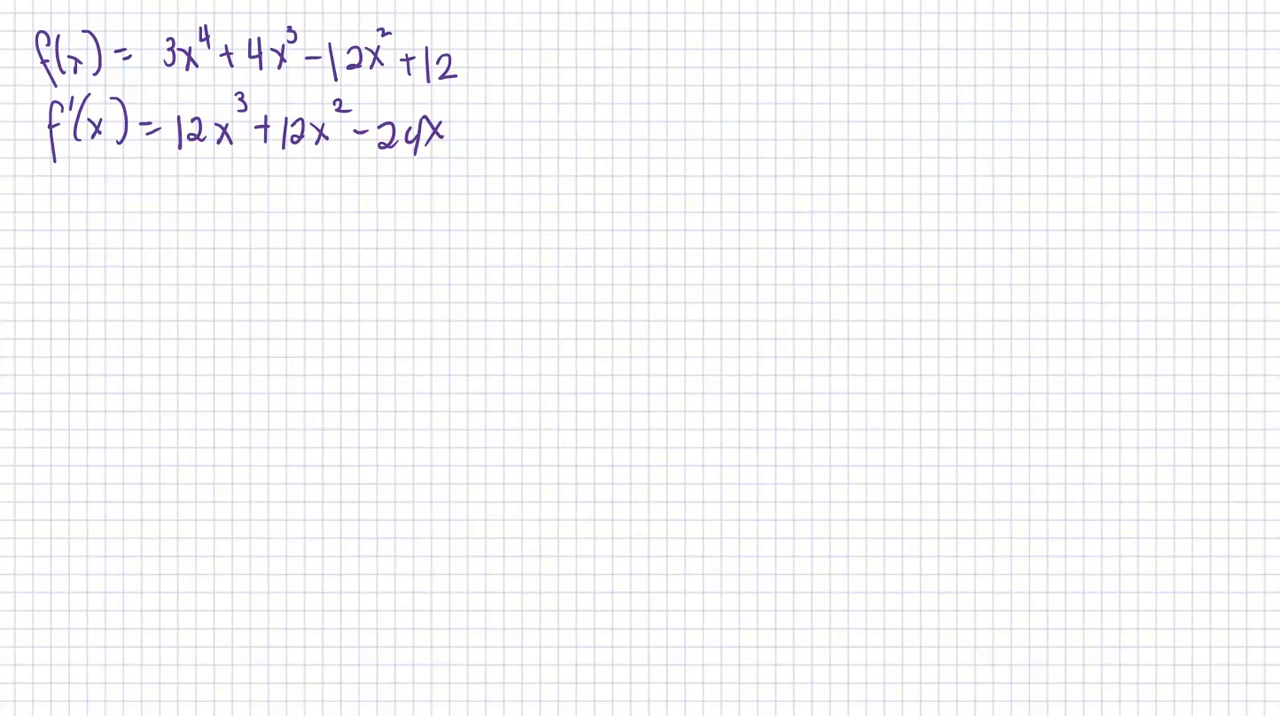 f(x) = 3x⁴ + 4x³ - 12x² + 12
f'(x) = 12x³ + 12x² - 24x